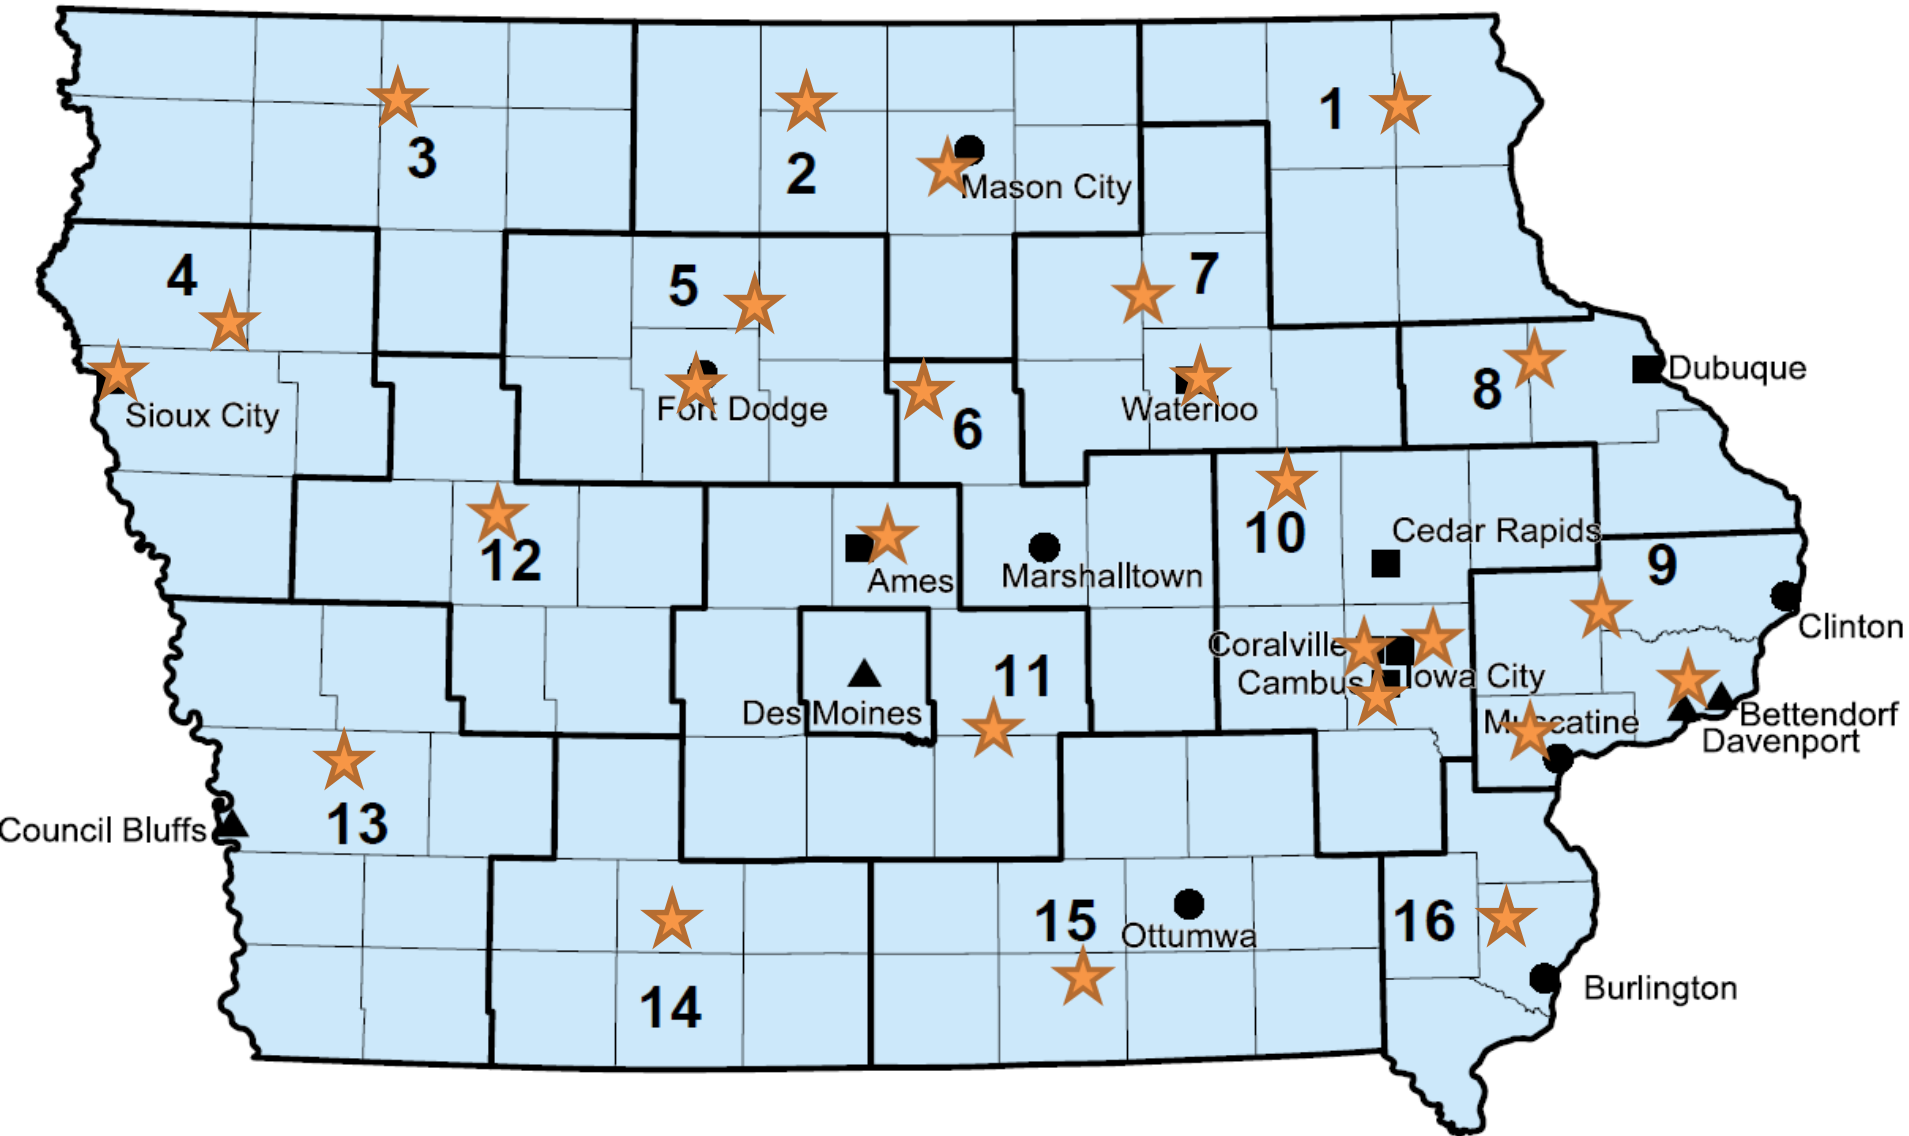 1
3
2
Mason City
4
5
7
Dubuque
8
Sioux City
Fort Dodge
6
Waterloo
10
Cedar Rapids
12
9
Ames
Marshalltown
Clinton
Coralville
11
Cambus
Iowa City
Des Moines
Muscatine
Bettendorf
Davenport
13
Council Bluffs
15
16
Ottumwa
14
Burlington